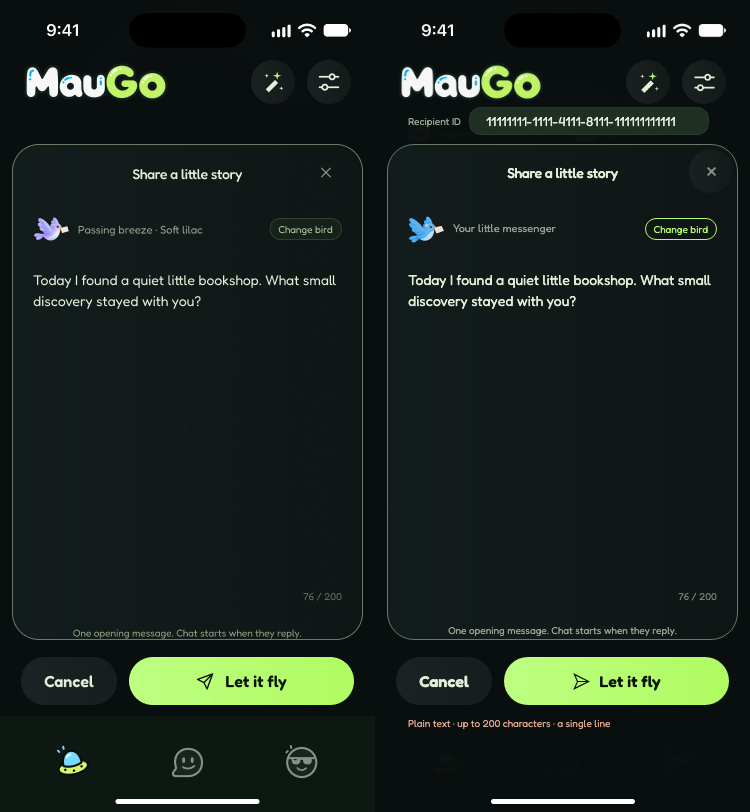 9:41
MauGo
Share a little story
Passing breeze · Soft lilac
Change bird
Today I found a quiet little bookshop. What small
discovery stayed with you?
76 / 200
One opening message. Chat starts when they reply.
Cancel
Let it fly
9:41
MauGo
Recipient ID
11111111-1111-4111-8111-111111111111
Share a little story
Your little messenger
Change bird
Today I found a quiet little bookshop. What small
discovery stayed with you?
76 / 200
One opening message. Chat starts when they reply.
Cancel
Let it fly
Plain text · up to 200 characters · a single line